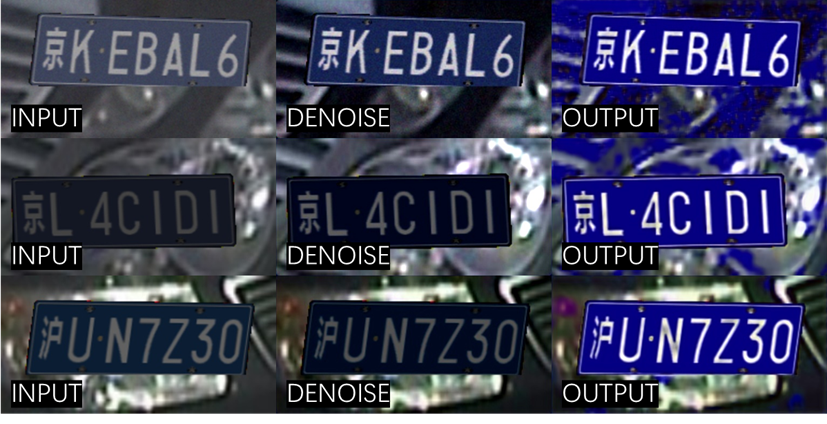 京K·EBAL6 京K·EBAL6 京K·EBAL6
INPUT DENOISE OUTPUT
京L·4C1D1 京L·4C1D1 京L·4C1D1
INPUT DENOISE OUTPUT
沪U·N7Z30 沪U·N7Z30 沪U·N7Z30
INPUT DENOISE OUTPUT